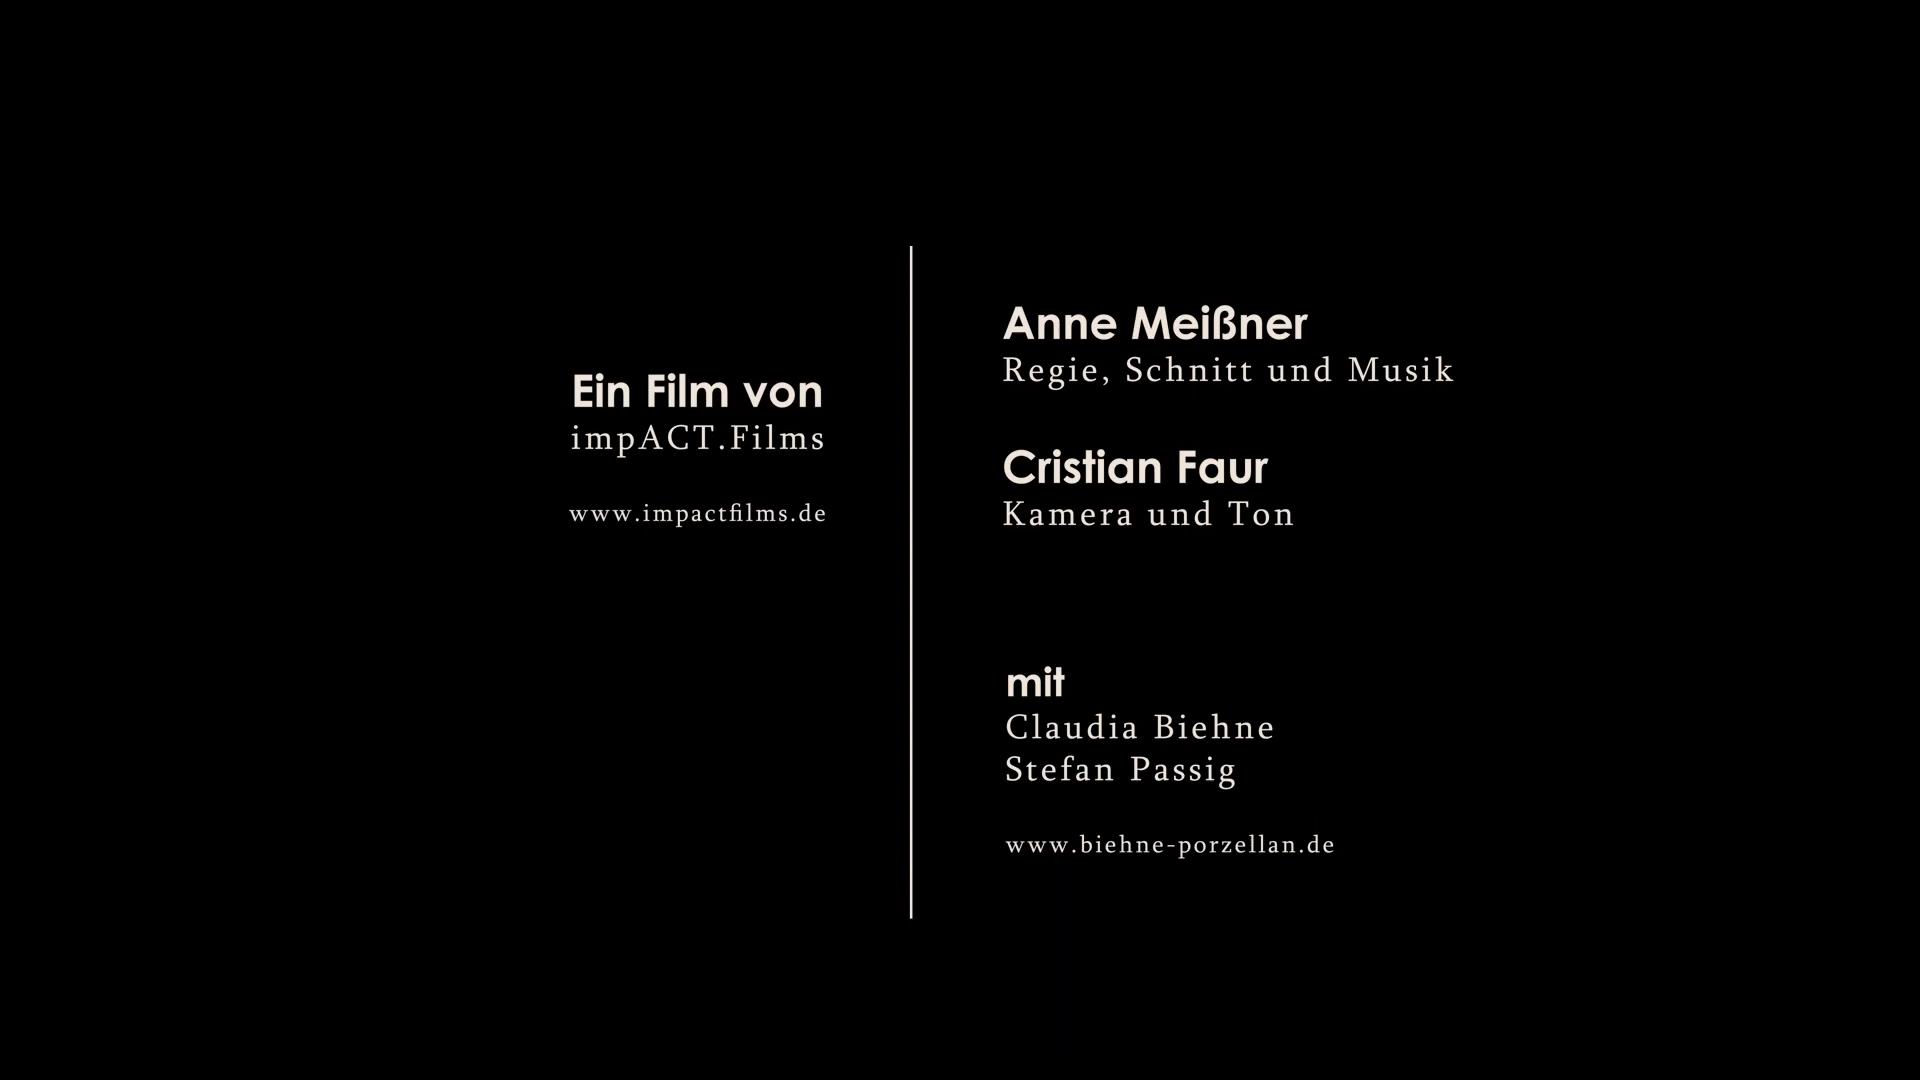 Ein Film von
impACT.Films
www.impactfilms.de
Anne Meißner
Regie, Schnitt und Musik
Cristian Faur
Kamera und Ton
mit
Claudia Biehne
Stefan Passig
www.biehne-porzellan.de